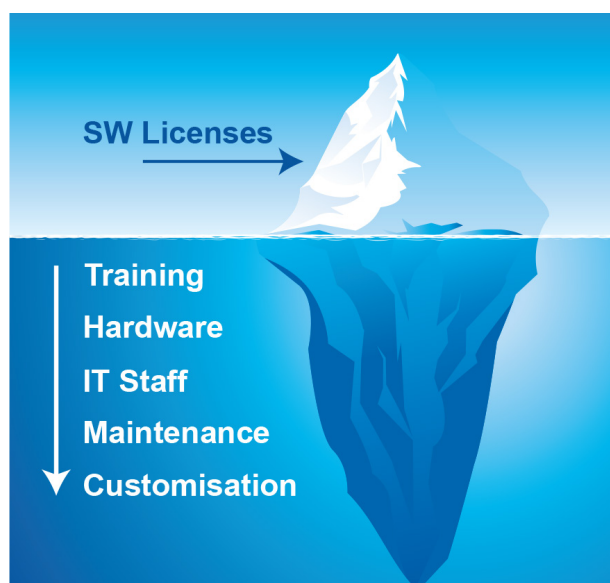 SW Licenses
Training
Hardware
IT Staff
Maintenance
Customisation